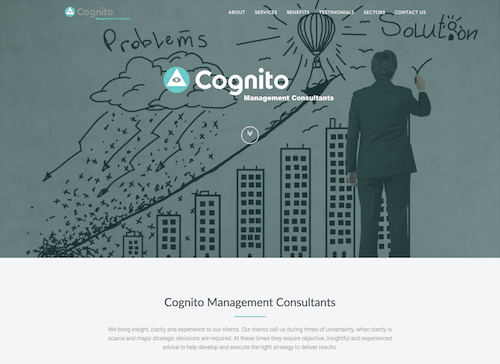 Cognito
Management Consultants
ABOUT SERVICES BENEFITS TESTIMONIALS SECTORS CONTACT US
Problems
Solution
Cognito
Management Consultants
Cognito Management Consultants
We bring insight, clarity and experience to our clients. Our clients call us during times of uncertainty, when clarity is
scarce and major strategic decisions are required. At these times they require objective, insightful and experienced
advice to help develop and execute the right strategy to deliver results.